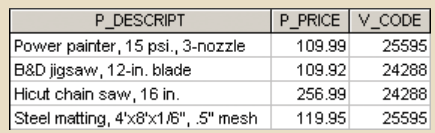 P_DESCRIPT P_PRICE V_CODE
Power painter, 15 psi., 3-nozzle 109.99 25595
B&D jigsaw, 12-in. blade 109.92 24288
Hicut chain saw, 16 in. 256.99 24288
Steel matting, 4'x8'x1/6", .5" mesh 119.95 25595